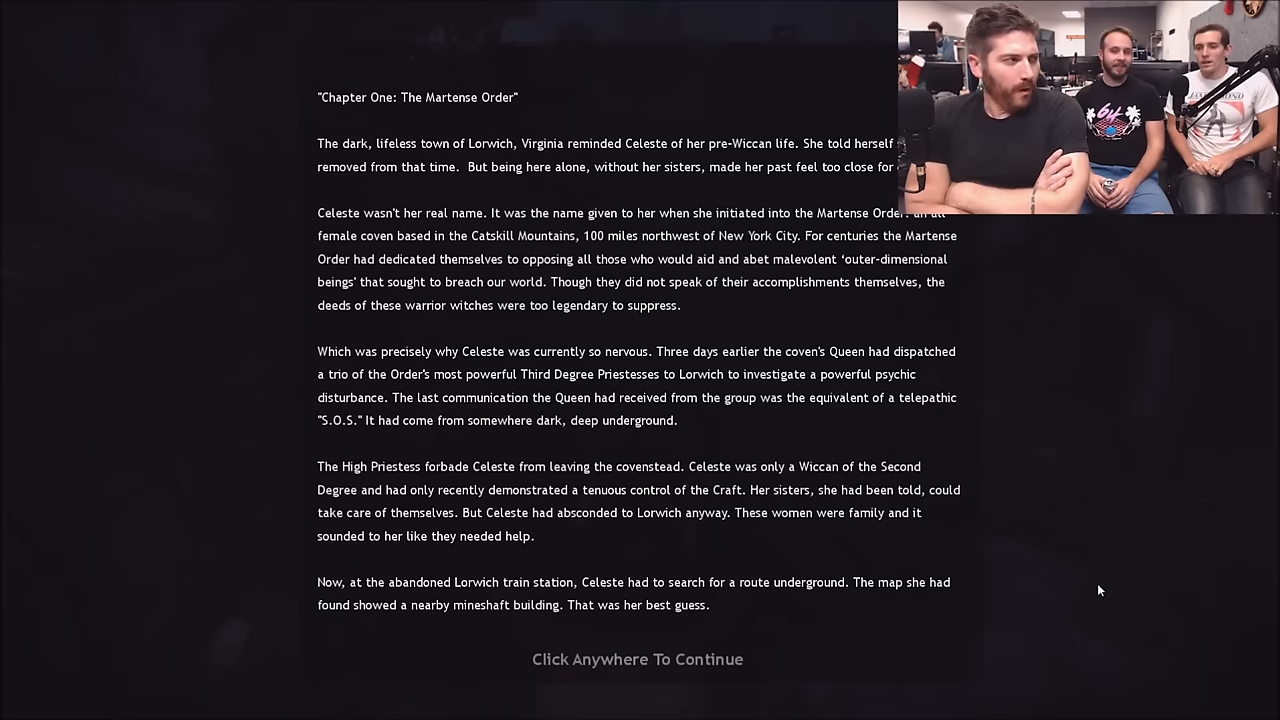 "Chapter One: The Martense Order"
The dark, lifeless town of Lorwich, Virginia reminded Celeste of her pre-Wiccan life. She told herself
removed from that time.  But being here alone, without her sisters, made her past feel too close for
Celeste wasn't her real name. It was the name given to her when she initiated into the Martense Order. an all
female coven based in the Catskill Mountains, 100 miles northwest of New York City. For centuries the Martense
Order had dedicated themselves to opposing all those who would aid and abet malevolent ‘outer-dimensional
beings' that sought to breach our world. Though they did not speak of their accomplishments themselves, the
deeds of these warrior witches were too legendary to suppress.
Which was precisely why Celeste was currently so nervous. Three days earlier the coven's Queen had dispatched
a trio of the Order's most powerful Third Degree Priestesses to Lorwich to investigate a powerful psychic
disturbance. The last communication the Queen had received from the group was the equivalent of a telepathic
"S.O.S." It had come from somewhere dark, deep underground.
The High Priestess forbade Celeste from leaving the covenstead. Celeste was only a Wiccan of the Second
Degree and had only recently demonstrated a tenuous control of the Craft. Her sisters, she had been told, could
take care of themselves. But Celeste had absconded to Lorwich anyway. These women were family and it
sounded to her like they needed help.
Now, at the abandoned Lorwich train station, Celeste had to search for a route underground. The map she had
found showed a nearby mineshaft building. That was her best guess.
Click Anywhere To Continue
64